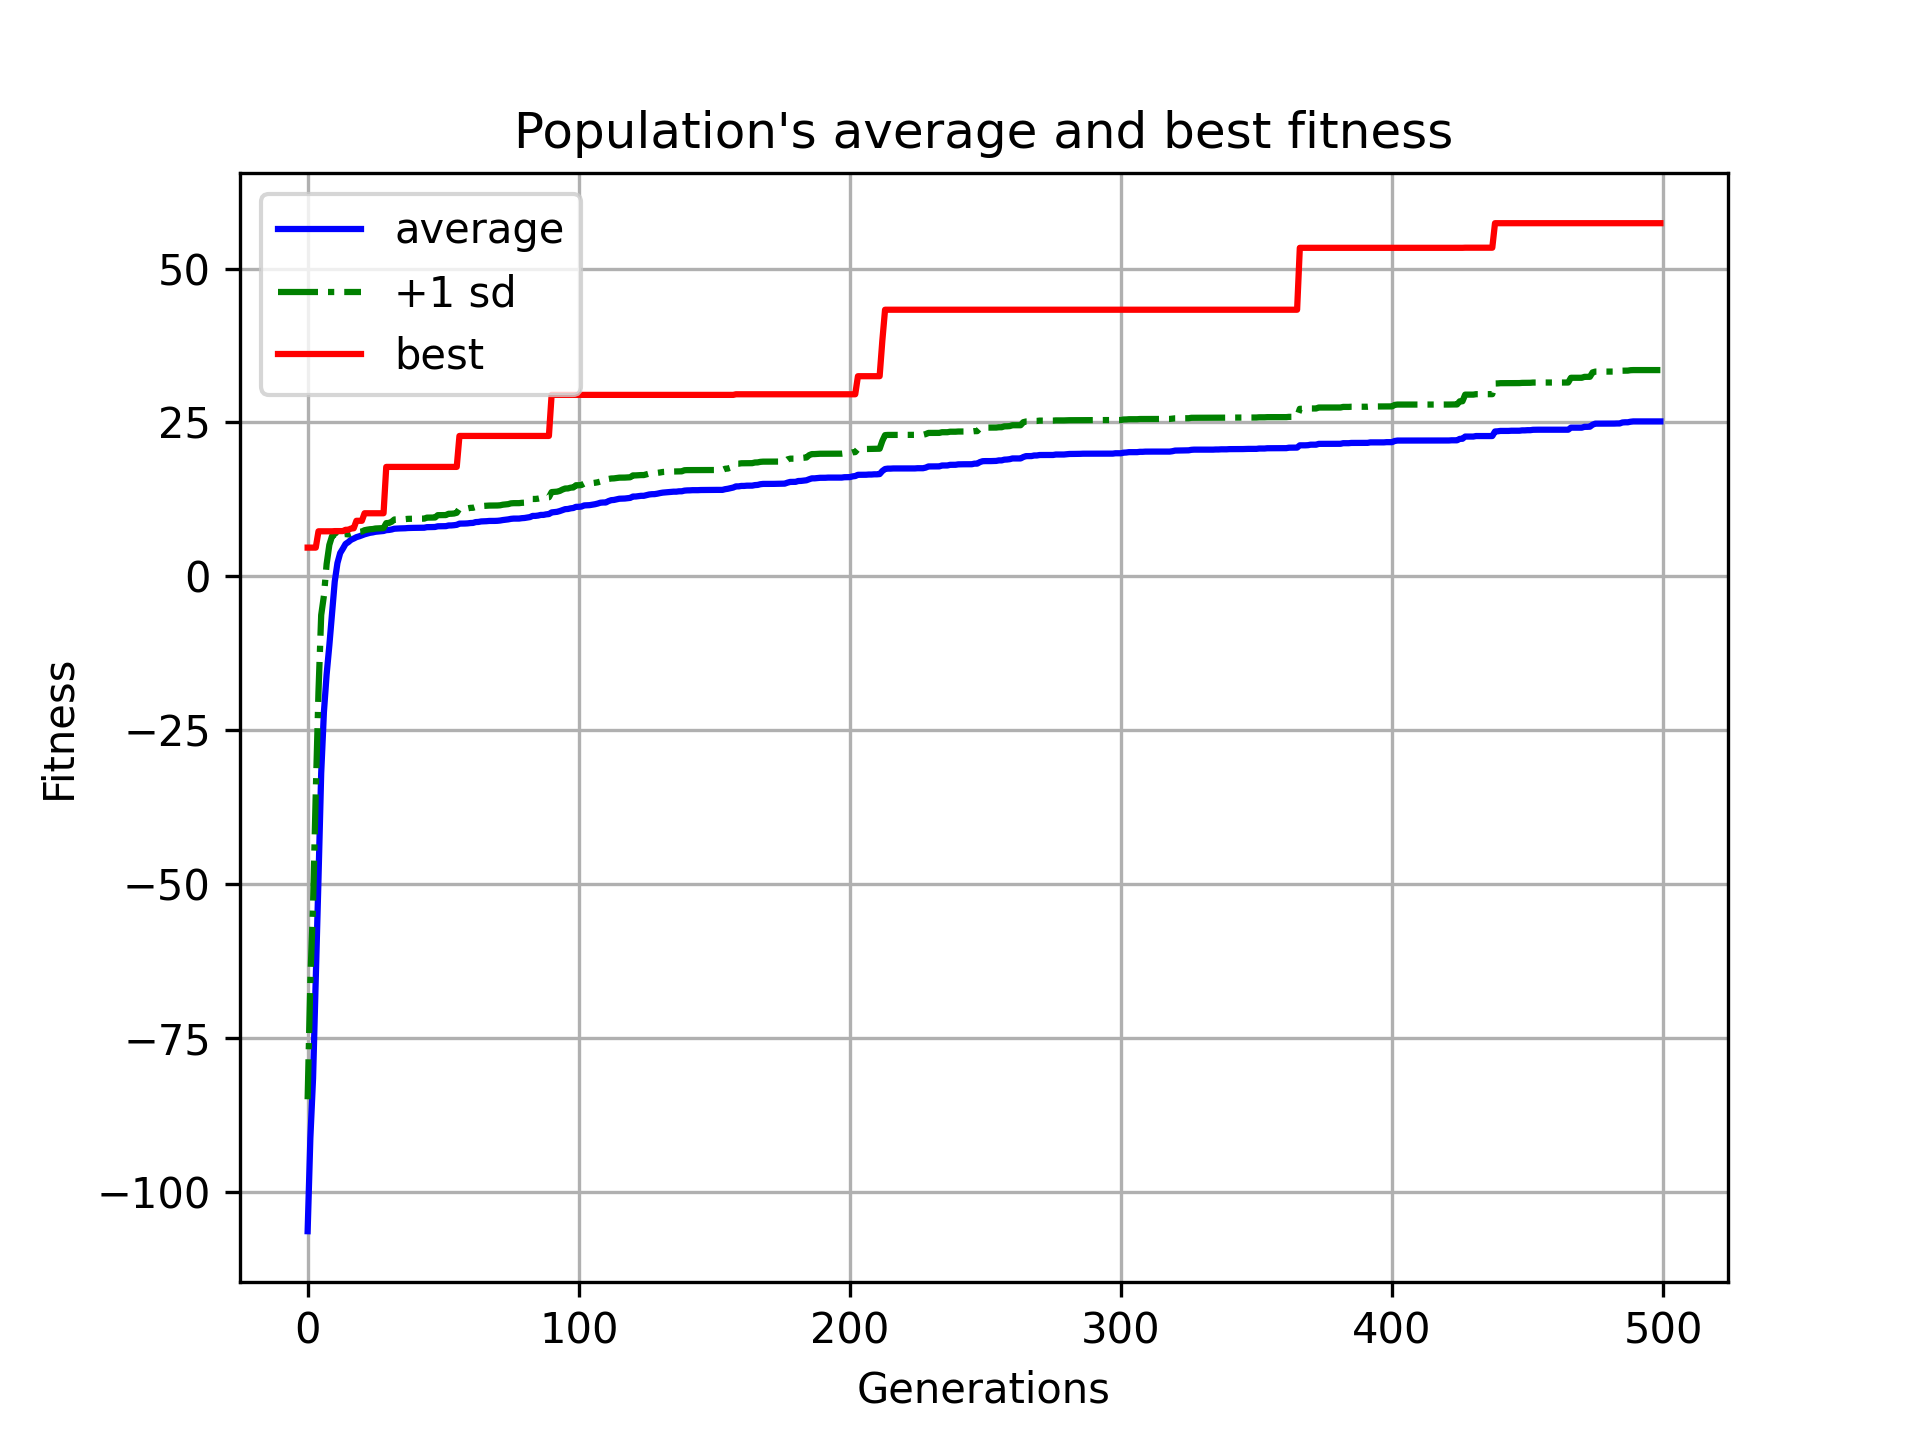 Population's average and best fitness
average
+1 sd
best
50
25
0
−25
−50
−75
−100
Fitness
0 100 200 300 400 500
Generations